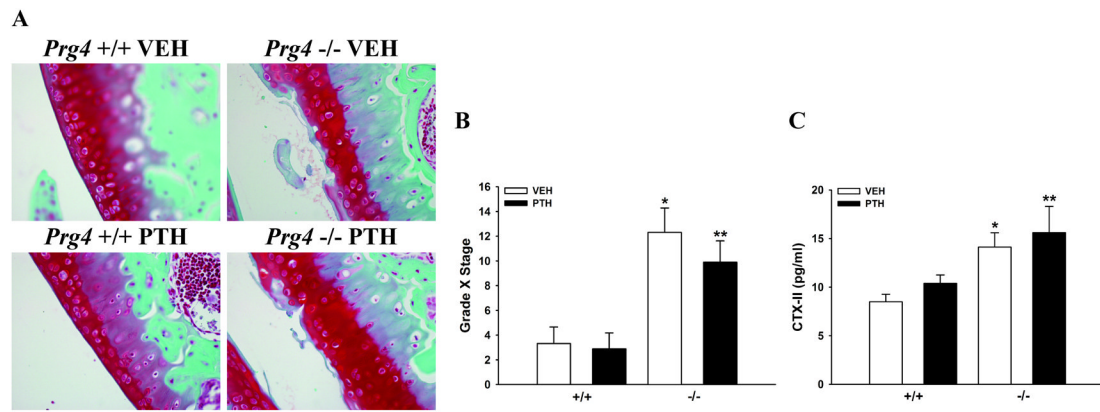 A
Prg4 +/+ VEH
Prg4 -/- VEH
Prg4 +/+ PTH
Prg4 -/- PTH
B
Grade X Stage
16
14
12
10
8
6
4
2
0
VEH
PTH
*
**
+/+
-/-
C
CTX-II (pg/ml)
20
15
10
5
0
VEH
PTH
*
**
+/+
-/-